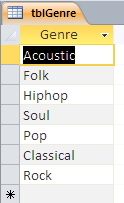 tblGenre
Genre
Acoustic
Folk
Hiphop
Soul
Pop
Classical
Rock